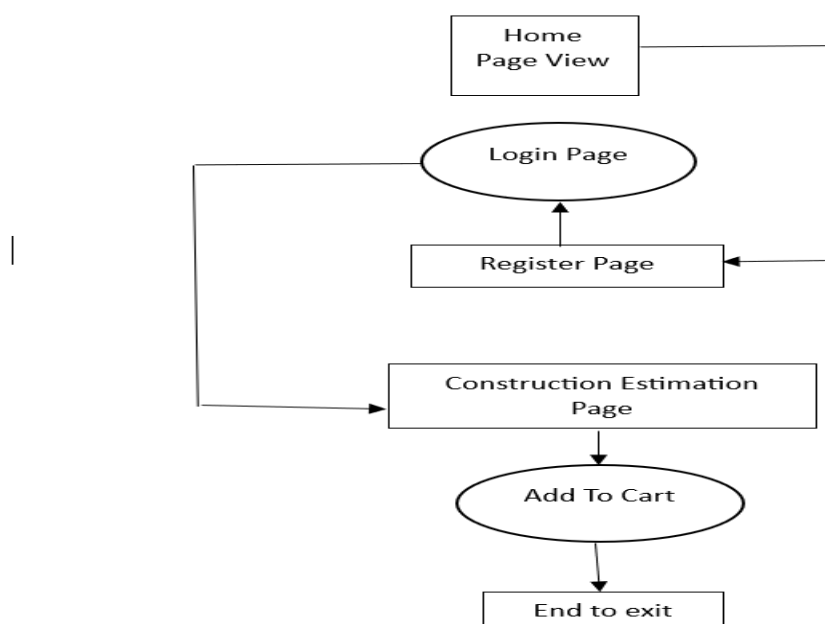 Home
Page View
Login Page
Register Page
Construction Estimation
Page
Add To Cart
End to exit